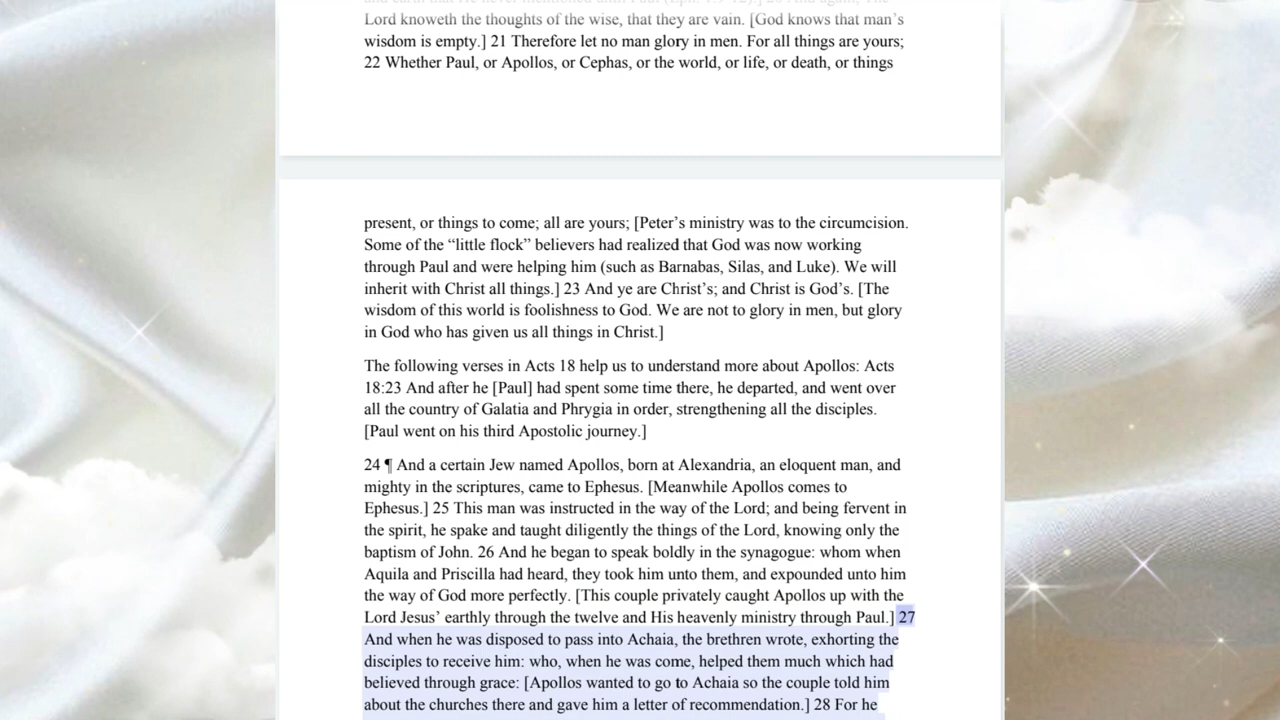 Lord knoweth the thoughts of the wise, that they are vain. [God knows that man’s
wisdom is empty.] 21 Therefore let no man glory in men. For all things are yours;
22 Whether Paul, or Apollos, or Cephas, or the world, or life, or death, or things
present, or things to come; all are yours; [Peter’s ministry was to the circumcision.
Some of the “little flock” believers had realized that God was now working
through Paul and were helping him (such as Barnabas, Silas, and Luke). We will
inherit with Christ all things.] 23 And ye are Christ’s; and Christ is God’s. [The
wisdom of this world is foolishness to God. We are not to glory in men, but glory
in God who has given us all things in Christ.]
The following verses in Acts 18 help us to understand more about Apollos: Acts
18:23 And after he [Paul] had spent some time there, he departed, and went over
all the country of Galatia and Phrygia in order, strengthening all the disciples.
[Paul went on his third Apostolic journey.]
24 ¶ And a certain Jew named Apollos, born at Alexandria, an eloquent man, and
mighty in the scriptures, came to Ephesus. [Meanwhile Apollos comes to
Ephesus.] 25 This man was instructed in the way of the Lord; and being fervent in
the spirit, he spake and taught diligently the things of the Lord, knowing only the
baptism of John. 26 And he began to speak boldly in the synagogue: whom when
Aquila and Priscilla had heard, they took him unto them, and expounded unto him
the way of God more perfectly. [This couple privately caught Apollos up with the
Lord Jesus’ earthly through the twelve and His heavenly ministry through Paul.] 27
And when he was disposed to pass into Achaia, the brethren wrote, exhorting the
disciples to receive him: who, when he was come, helped them much which had
believed through grace: [Apollos wanted to go to Achaia so the couple told him
about the churches there and gave him a letter of recommendation.] 28 For he